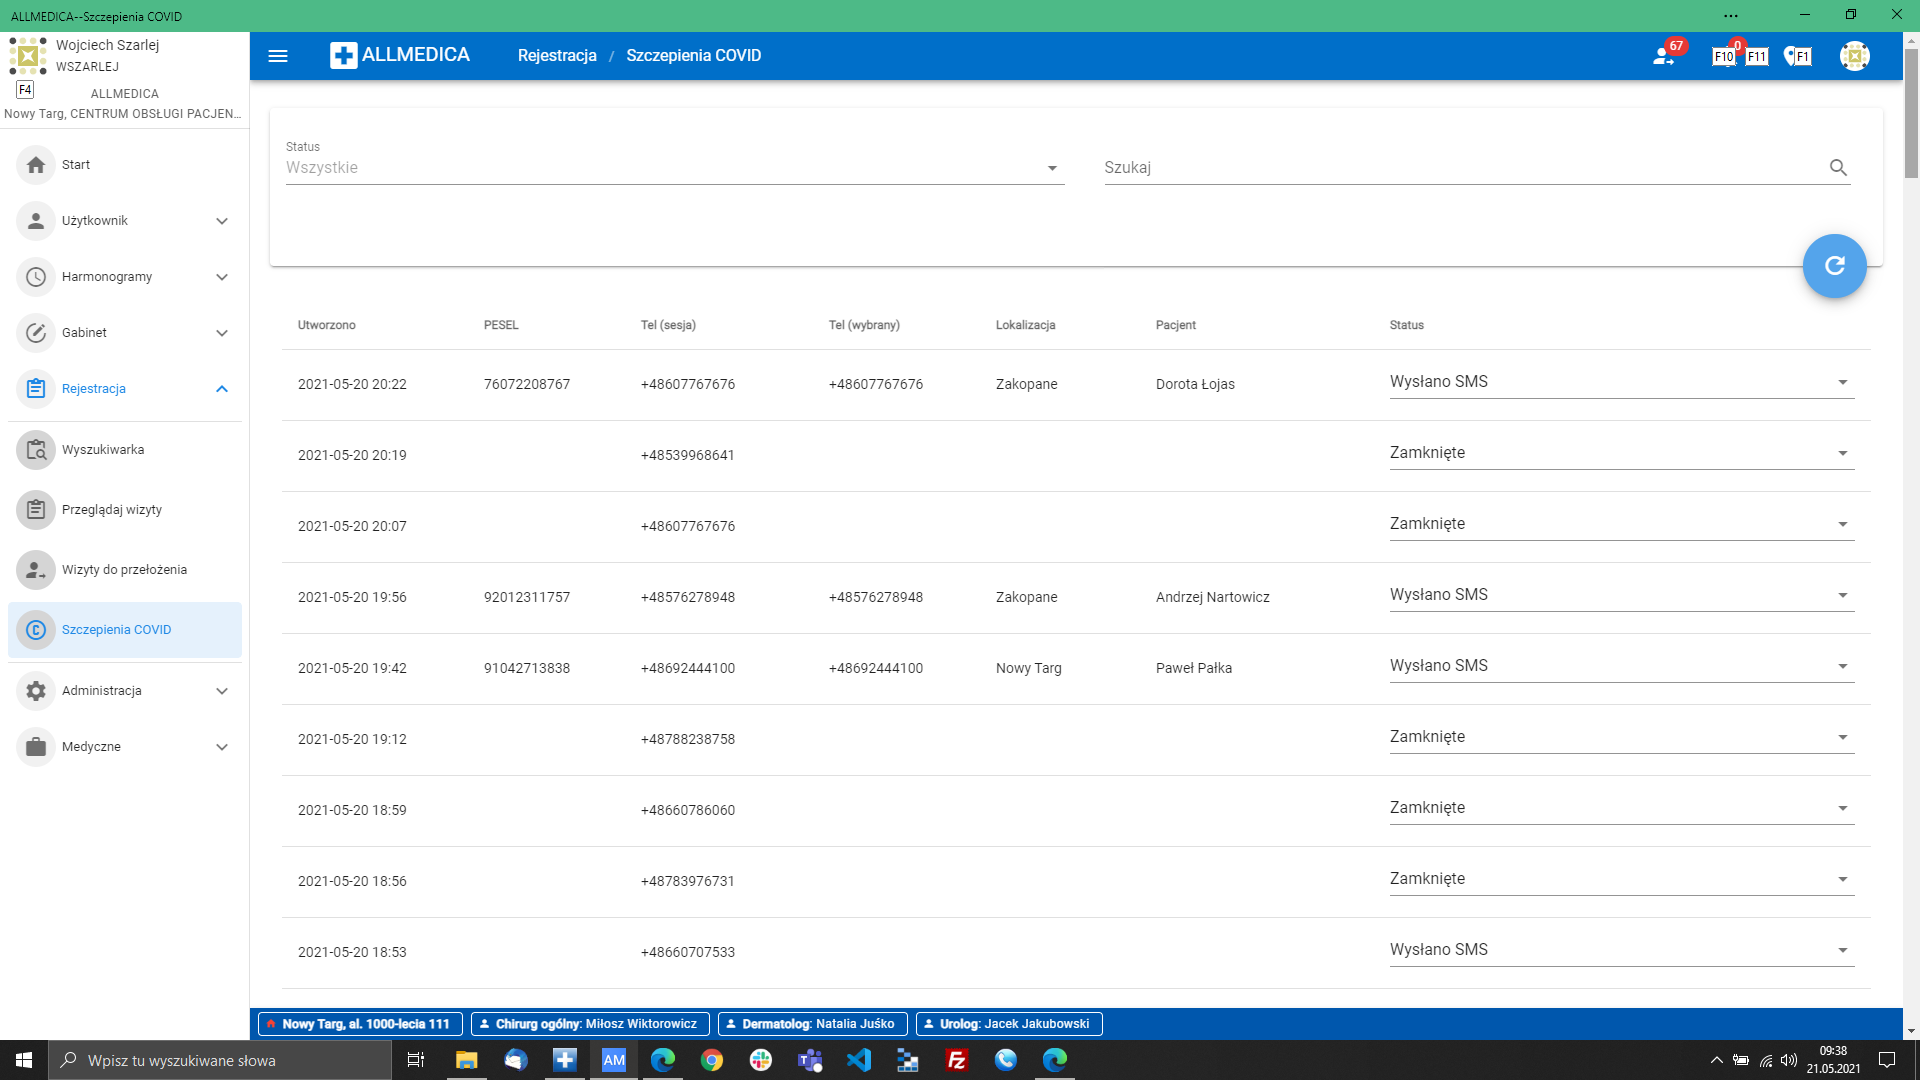 ALLMEDICA--Szczepienia COVID
Wojciech Szarlej
WSZARLEJ
F4
ALLMEDICA
Nowy Targ, CENTRUM OBSŁUGI PACJEN...
ALLMEDICA
Rejestracja / Szczepienia COVID
67
F10
0
F11
F1
Start
Użytkownik
Harmonogramy
Gabinet
Rejestracja
Wyszukiwarka
Przeglądaj wizyty
Wizyty do przełożenia
Szczepienia COVID
Administracja
Medyczne
Status
Wszystkie
Szukaj
Utworzono PESEL Tel (sesja) Tel (wybrany) Lokalizacja Pacjent Status
2021-05-20 20:22 76072208767 +48607767676 +48607767676 Zakopane Dorota Łojas Wysłano SMS
2021-05-20 20:19 +48539968641 Zamknięte
2021-05-20 20:07 +48607767676 Zamknięte
2021-05-20 19:56 92012311757 +48576278948 +48576278948 Zakopane Andrzej Nartowicz Wysłano SMS
2021-05-20 19:42 91042713838 +48692444100 +48692444100 Nowy Targ Paweł Pałka Wysłano SMS
2021-05-20 19:12 +48788238758 Zamknięte
2021-05-20 18:59 +48660786060 Zamknięte
2021-05-20 18:56 +48783976731 Zamknięte
2021-05-20 18:53 +48660707533 Wysłano SMS
Nowy Targ, al. 1000-lecia 111
Chirurg ogólny: Miłosz Wiktorowicz
Dermatolog: Natalia Juśko
Urolog: Jacek Jakubowski
Wpisz tu wyszukiwane słowa
AM
09:38
21.05.2021